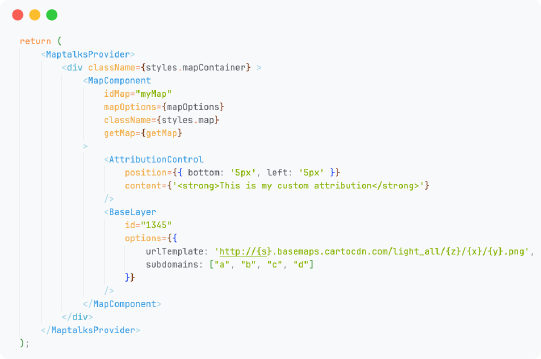 return (
<MaptalksProvider>
<div className={styles.mapContainer} >
<MapComponent
idMap="myMap"
mapOptions={mapOptions}
className={styles.map}
getMap={getMap}
>
<AttributionControl
position={{ bottom: '5px', left: '5px' }}
content={'<strong>This is my custom attribution</strong>'}
/>
<BaseLayer
id="1345"
options={{
urlTemplate: 'http://{s}.basemaps.cartocdn.com/light_all/{z}/{x}/{y}.png',
subdomains: ["a", "b", "c", "d"]
}}
/>
</MapComponent>
</div>
</MaptalksProvider>
);